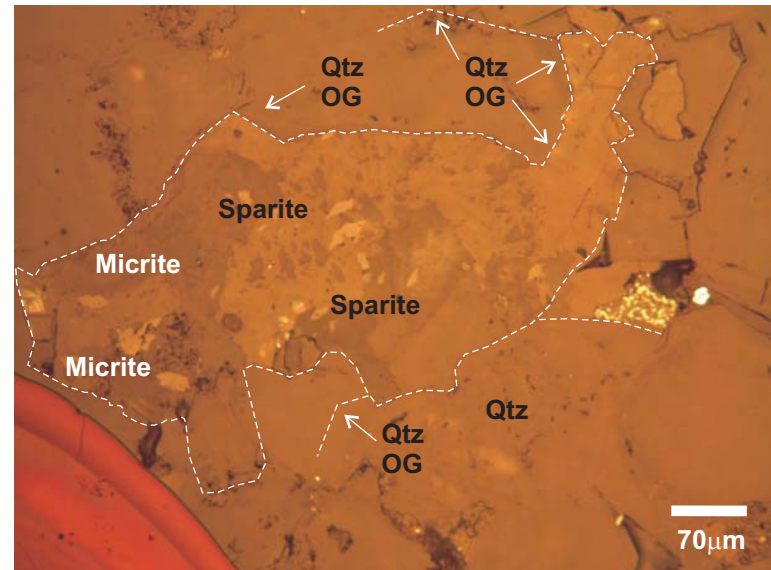 Qtz
OG
Qtz
OG
Sparite
Micrite
Sparite
Micrite
Qtz
Qtz
OG
70μm